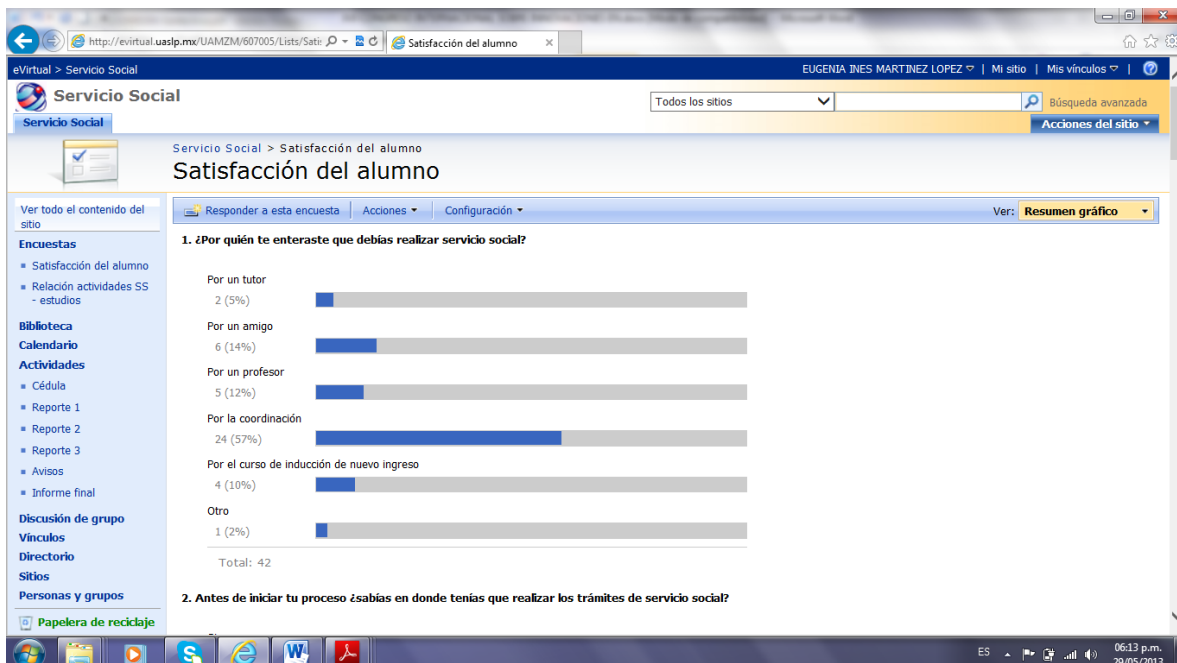 http://evirtual.uaslp.mx/UAMZM/607005/Lists/Satis
Satisfacción del alumno
eVirtual > Servicio Social
EUGENIA INES MARTINEZ LOPEZ | Mi sitio | Mis vínculos |
Servicio Social
Todos los sitios
Búsqueda avanzada
Servicio Social
Acciones del sitio
Servicio Social > Satisfacción del alumno
Satisfacción del alumno
Ver todo el contenido del
sitio
Encuestas
Satisfacción del alumno
Relación actividades SS
- estudios
Biblioteca
Calendario
Actividades
Cédula
Reporte 1
Reporte 2
Reporte 3
Avisos
Informe final
Discusión de grupo
Vínculos
Directorio
Sitios
Personas y grupos
Papelera de reciclaje
Responder a esta encuesta | Acciones | Configuración
Ver: Resumen gráfico
1. ¿Por quién te enteraste que debías realizar servicio social?
Por un tutor
2 (5%)
Por un amigo
6 (14%)
Por un profesor
5 (12%)
Por la coordinación
24 (57%)
Por el curso de inducción de nuevo ingreso
4 (10%)
Otro
1 (2%)
Total: 42
2. Antes de iniciar tu proceso ¿sabías en donde tenías que realizar los trámites de servicio social?
ES
06:13 p.m.
29/05/2013